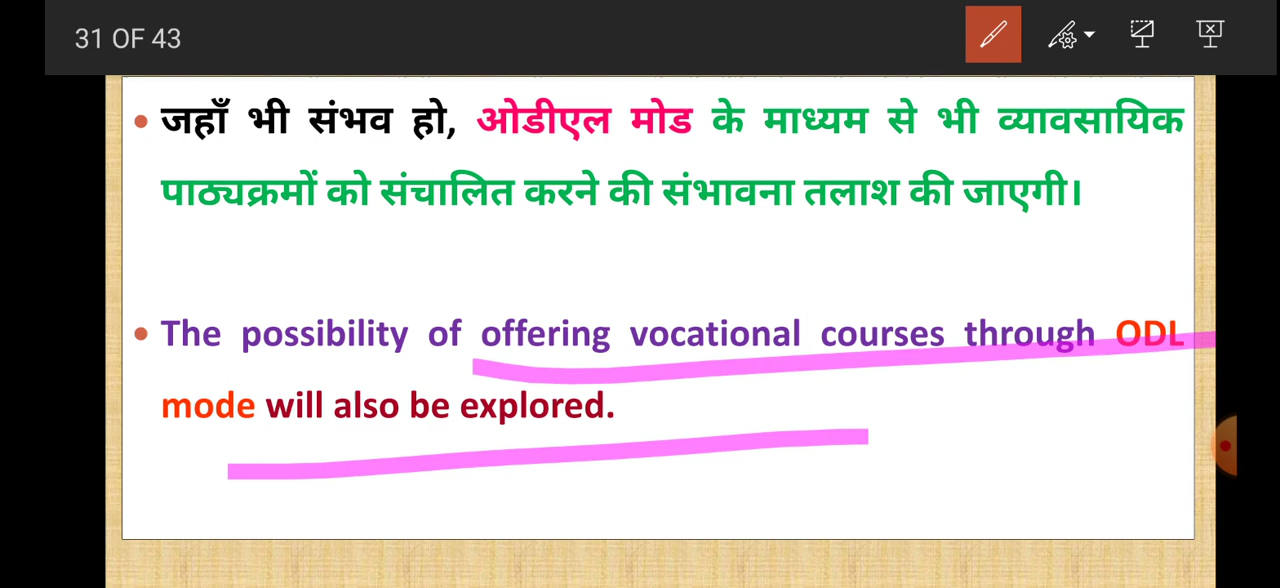 31 OF 43
• जहाँ भी संभव हो, ओडीएल मोड के माध्यम से भी व्यावसायिक
पाठ्यक्रमों को संचालित करने की संभावना तलाश की जाएगी।
• The possibility of offering vocational courses through ODL
mode will also be explored.